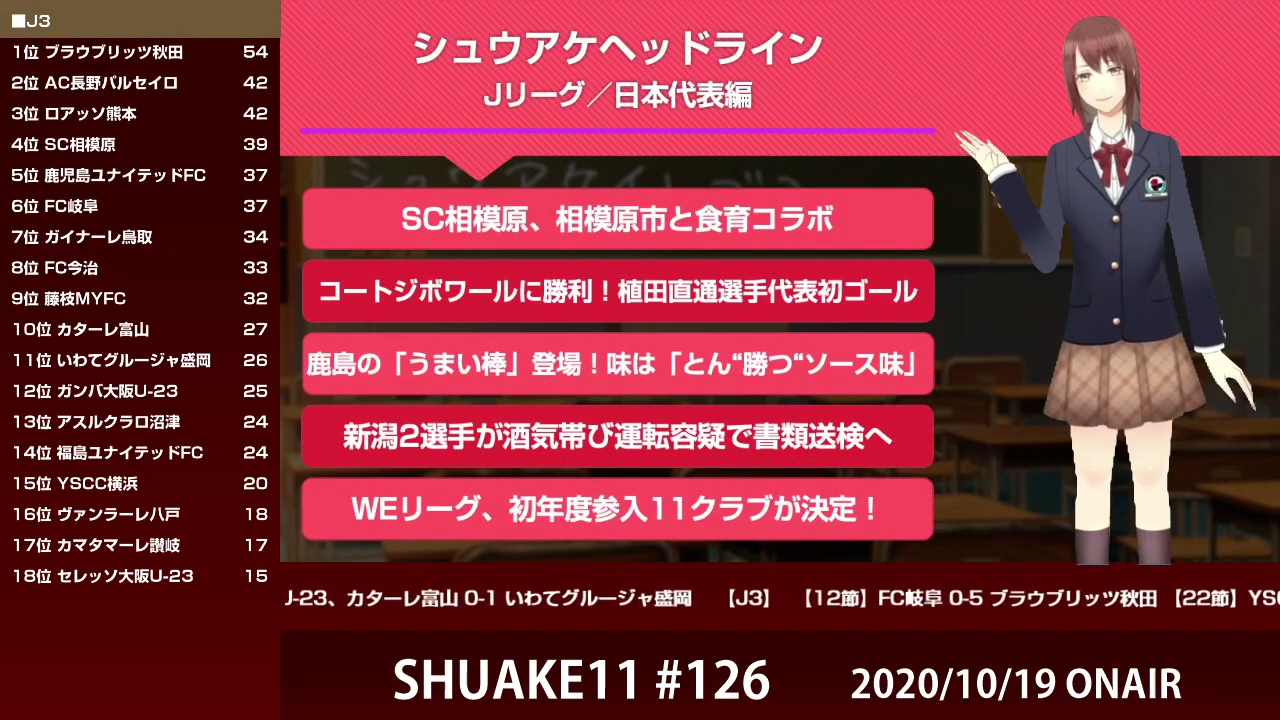 ■J3
1位 ブラウブリッツ秋田 54
2位 AC長野パルセイロ 42
3位 ロアッソ熊本 42
4位 SC相模原 39
5位 鹿児島ユナイテッドFC 37
6位 FC岐阜 37
7位 ガイナーレ鳥取 34
8位 FC今治 33
9位 藤枝MYFC 32
10位 カターレ富山 27
11位 いわてグルージャ盛岡 26
12位 ガンバ大阪U-23 25
13位 アスルクラロ沼津 24
14位 福島ユナイテッドFC 24
15位 YSCC横浜 20
16位 ヴァンラーレ八戸 18
17位 カマタマーレ讃岐 17
18位 セレッソ大阪U-23 15
シュウアケヘッドライン
Jリーグ／日本代表編
SC相模原、相模原市と食育コラボ
コートジボワールに勝利！植田直通選手代表初ゴール
鹿島の「うまい棒」登場！味は「とん“勝つ“ソース味」
新潟2選手が酒気帯び運転容疑で書類送検へ
WEリーグ、初年度参入11クラブが決定！
U-23、カターレ富山 0-1 いわてグルージャ盛岡 【J3】 【12節】FC岐阜 0-5 ブラウブリッツ秋田 【22節】YSC
SHUAKE11 #126 2020/10/19 ONAIR